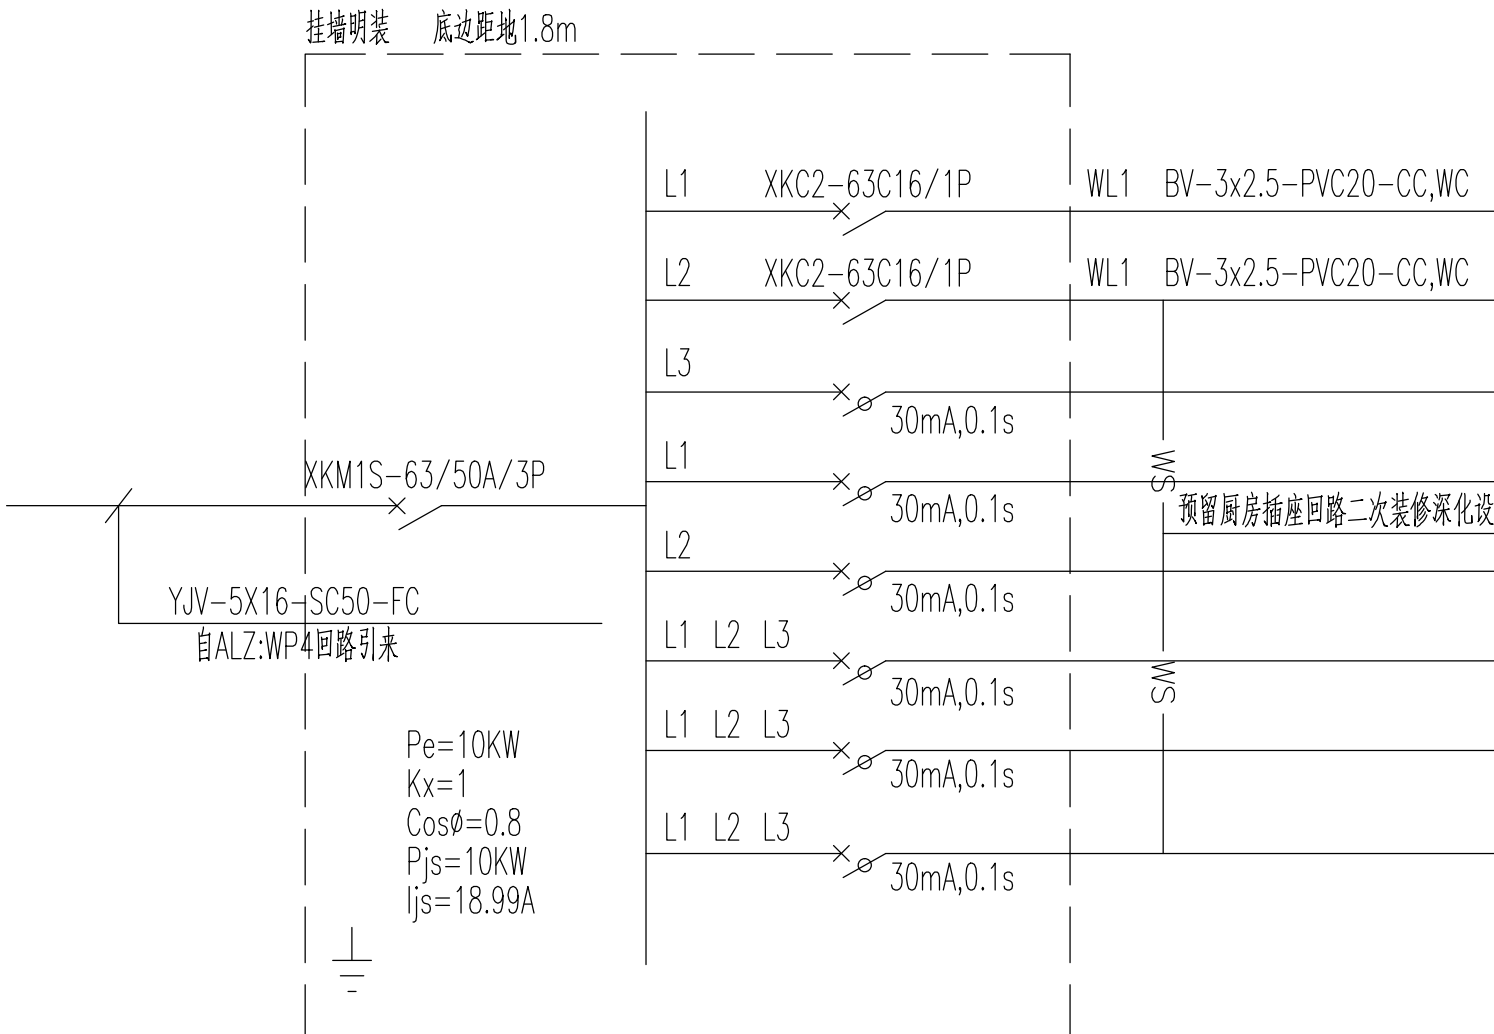 挂墙明装 底边距地1.8m
L1 XKC2-63C16/1P WL1 BV-3x2.5-PVC20-CC,WC
L2 XKC2-63C16/1P WL1 BV-3x2.5-PVC20-CC,WC
L3
30mA,0.1s
L1
XKM1S-63/50A/3P
WS
30mA,0.1s
预留厨房插座回路二次装修深化设
L2
30mA,0.1s
YJV-5X16-SC50-FC
自ALZ:WP4回路引来
L1 L2 L3
WS
30mA,0.1s
L1 L2 L3
30mA,0.1s
Pe=10KW
Kx=1
CosØ=0.8
Pjs=10KW
Ijs=18.99A
L1 L2 L3
30mA,0.1s